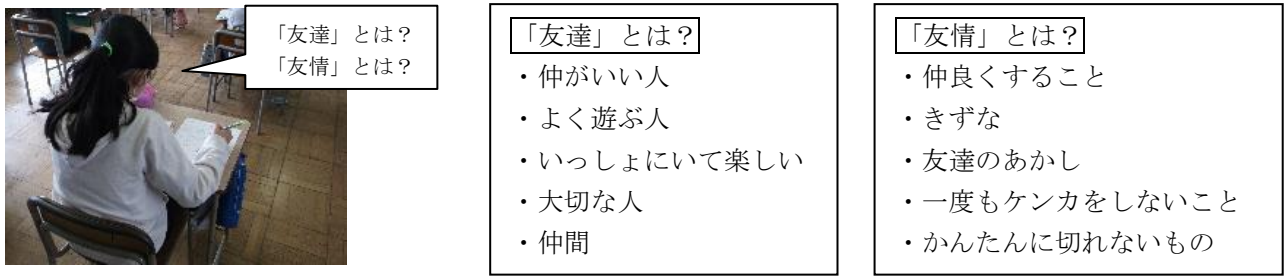 「友達」とは？
「友情」とは？
「友達」とは？
・仲がいい人
・よく遊ぶ人
・いっしょにいて楽しい
・大切な人
・仲間
「友情」とは？
・仲良くすること
・きずな
・友達のあかし
・一度もケンカをしないこと
・かんたんに切れないもの